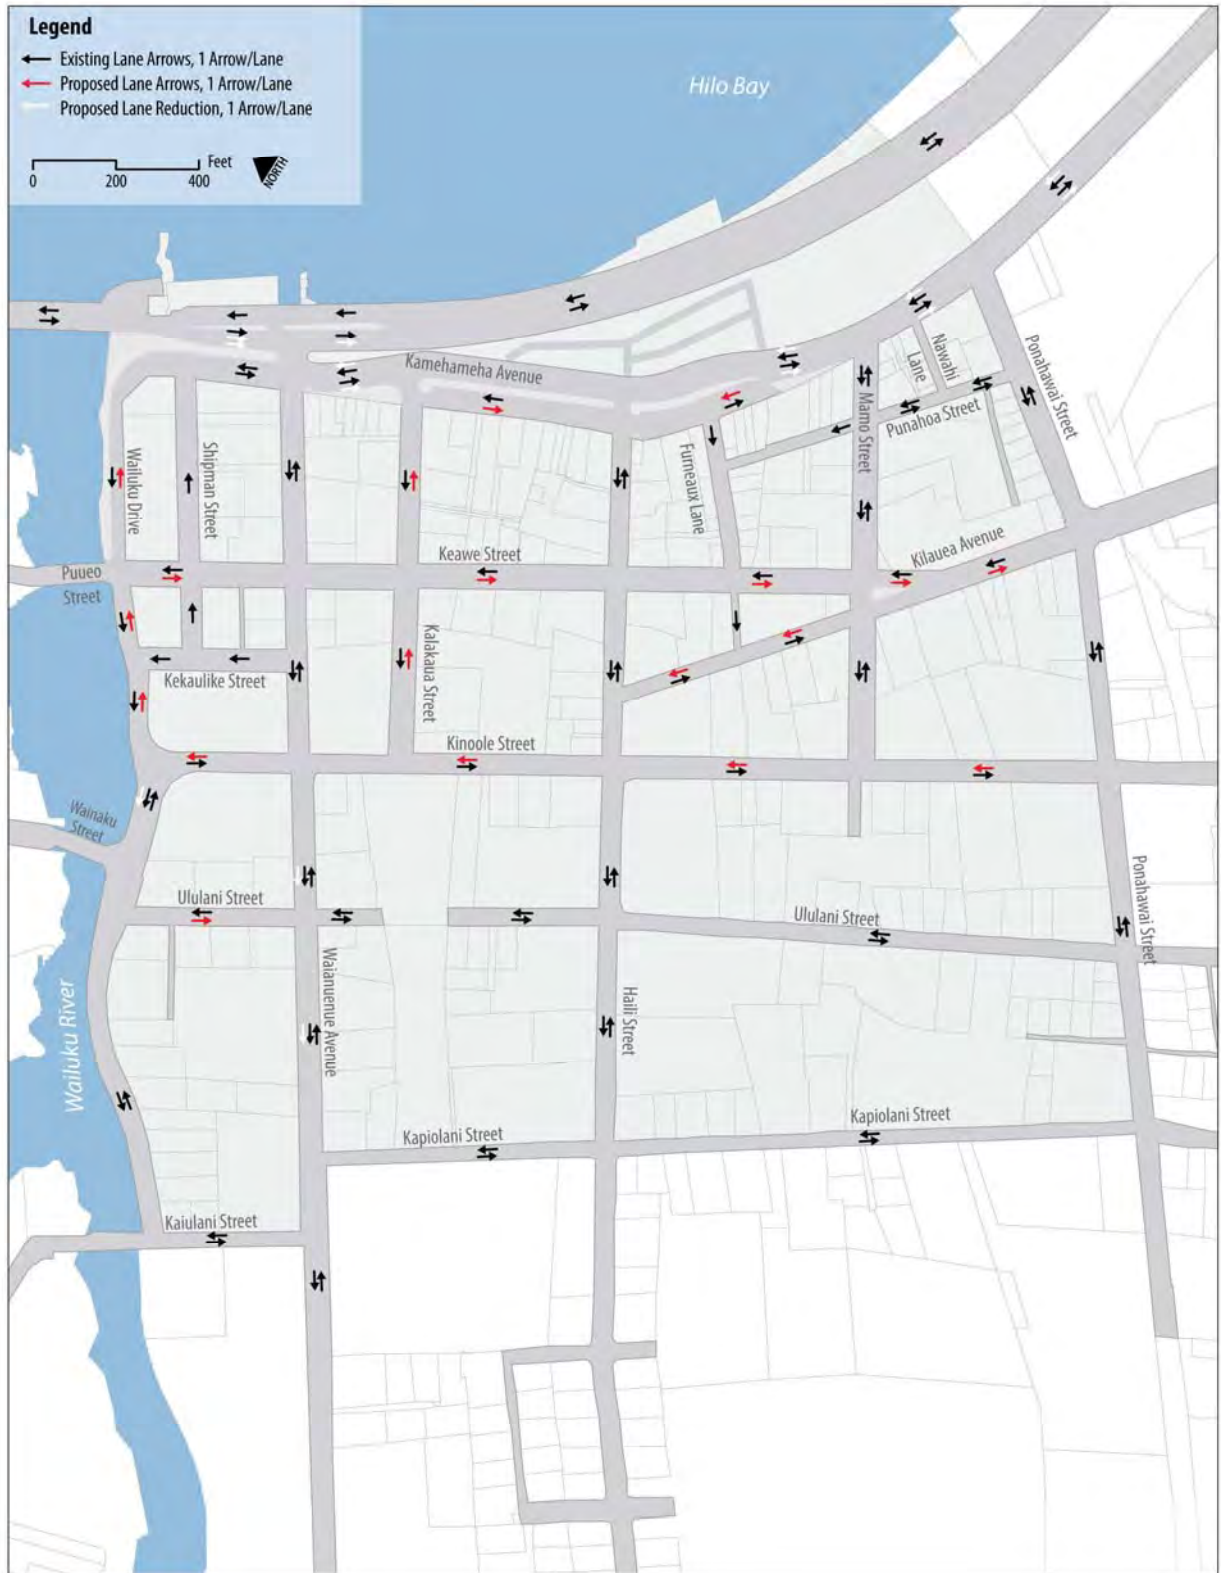 Legend
Existing Lane Arrows, 1 Arrow/Lane
Proposed Lane Arrows, 1 Arrow/Lane
Proposed Lane Reduction, 1 Arrow/Lane
Feet
0 200 400
NORTH
Hilo Bay
Kamehameha Avenue
Nawahi
Lane
Ponahawai Street
Punahoa Street
Mamo Street
Wailuku Drive
Shipman Street
Furneaux Lane
Keawe Street
Kilauea Avenue
Puueo
Street
Kalakaua Street
Kekaulike Street
Kinoole Street
Wainaku
Street
Ululani Street
Ululani Street
Ponahawai Street
Waianuenue Avenue
Haili Street
Wailuku River
Kapiolani Street
Kapiolani Street
Kaiulani Street